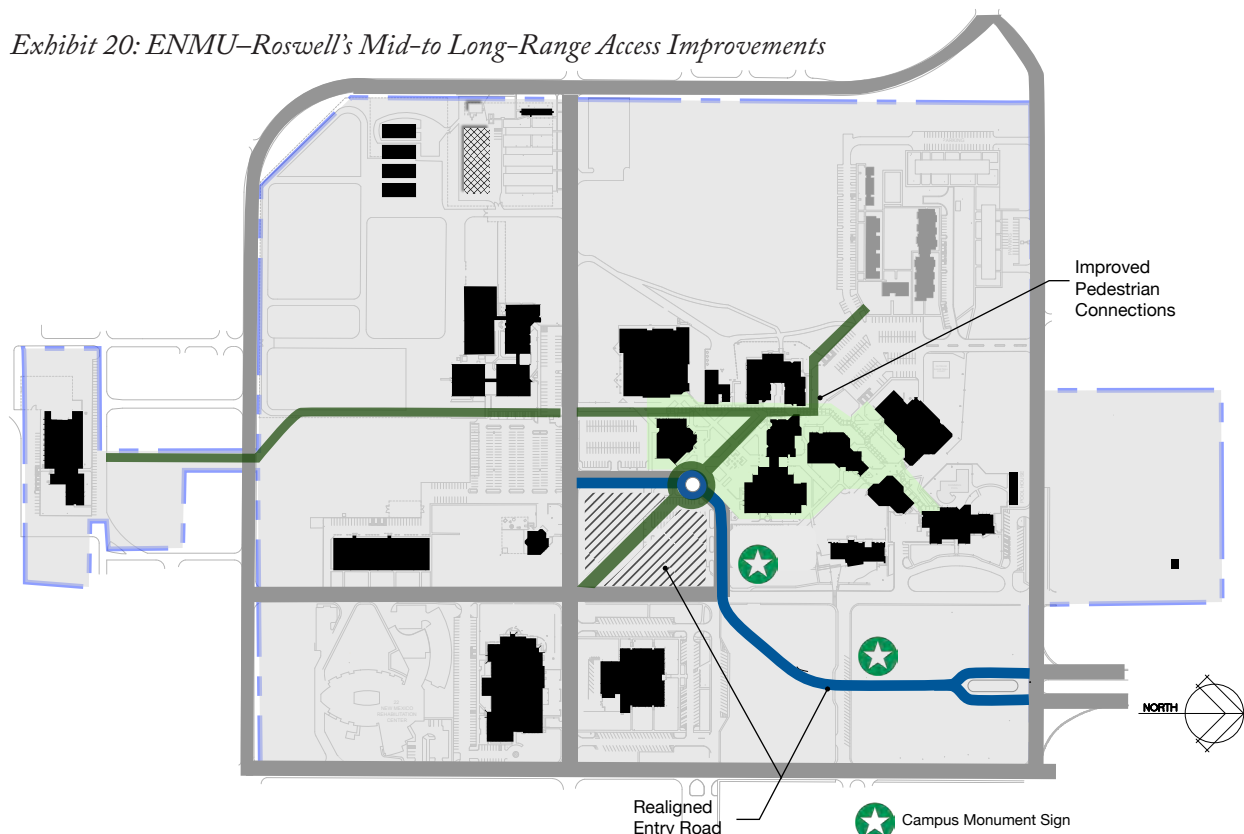 Exhibit 20: ENMU–Roswell's Mid-to Long-Range Access Improvements
Improved
Pedestrian
Connections
NORTH
Realigned
Entry Road
Campus Monument Sign